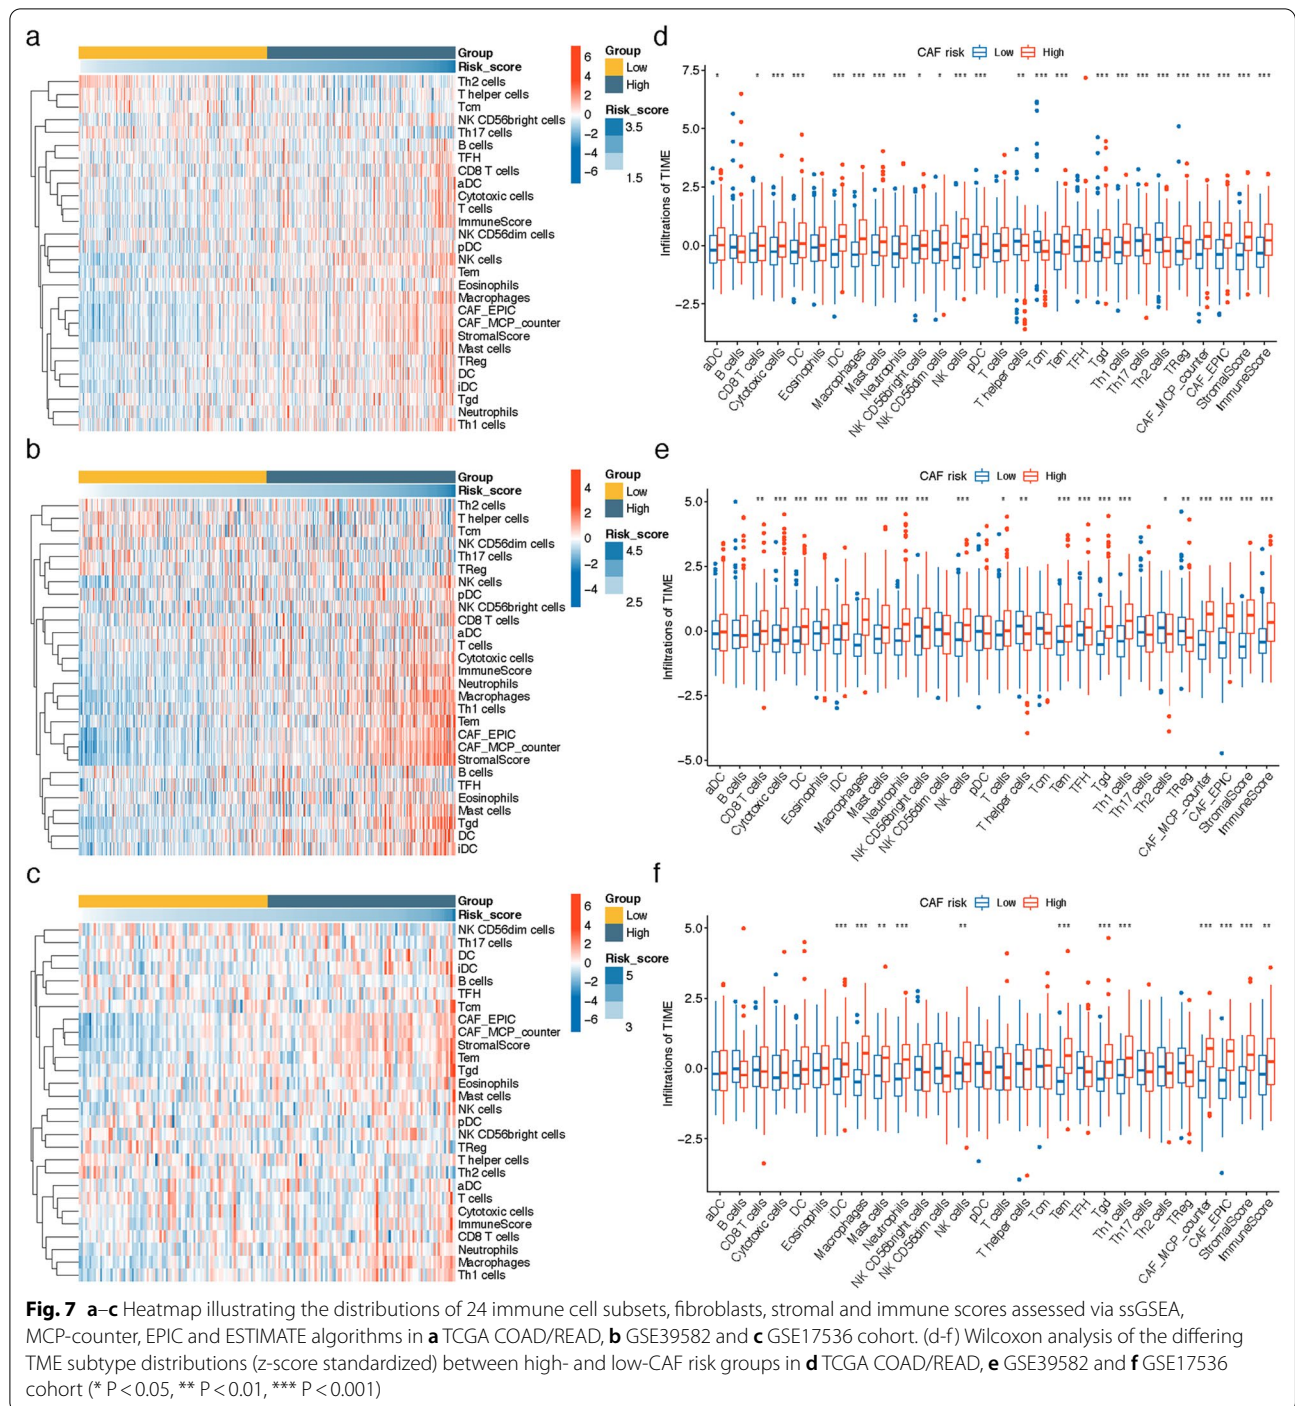 a
Group
Risk_score
Th2 cells
T helper cells
Tcm
NK CD56bright cells
Th17 cells
B cells
TFH
CD8 T cells
aDC
Cytotoxic cells
T cells
ImmuneScore
NK CD56dim cells
pDC
NK cells
Tem
Eosinophils
Macrophages
CAF_EPIC
CAF_MCP_counter
StromalScore
Mast cells
TReg
DC
iDC
Tgd
Neutrophils
Th1 cells
6
4
2
0
−2
−4
−6
Group
Low
High
Risk_score
3.5
1.5
d
CAF risk Low High
* * *** *** *** *** *** *** * * *** *** ** *** *** *** *** *** *** *** *** *** *** ***
Infiltrations of TIME
7.5
5.0
2.5
0.0
−2.5
aDC
B cells
CD8 T cells
Cytotoxic cells
DC
Eosinophils
iDC
Macrophages
Mast cells
Neutrophils
NK CD56bright cells
NK CD56dim cells
NK cells
pDC
T cells
T helper cells
Tcm
Tem
TFH
Tgd
Th1 cells
Th17 cells
Th2 cells
TReg
CAF_MCP_counter
CAF_EPIC
StromalScore
ImmuneScore
b
Group
Risk_score
Th2 cells
T helper cells
Tcm
NK CD56dim cells
Th17 cells
TReg
NK cells
pDC
NK CD56bright cells
CD8 T cells
aDC
T cells
Cytotoxic cells
ImmuneScore
Neutrophils
Macrophages
Th1 cells
Tem
CAF_EPIC
CAF_MCP_counter
StromalScore
B cells
TFH
Eosinophils
Mast cells
Tgd
DC
iDC
4
2
0
−2
−4
Group
Low
High
Risk_score
4.5
2.5
e
CAF risk Low High
** *** *** *** *** *** *** *** *** *** * ** *** *** *** *** * ** *** *** *** ***
Infiltrations of TIME
5.0
2.5
0.0
−2.5
−5.0
aDC
B cells
CD8 T cells
Cytotoxic cells
DC
Eosinophils
iDC
Macrophages
Mast cells
Neutrophils
NK CD56bright cells
NK CD56dim cells
NK cells
pDC
T cells
T helper cells
Tcm
Tem
TFH
Tgd
Th1 cells
Th17 cells
Th2 cells
TReg
CAF_MCP_counter
CAF_EPIC
StromalScore
ImmuneScore
c
Group
Risk_score
NK CD56dim cells
Th17 cells
DC
iDC
B cells
TFH
Tcm
CAF_EPIC
CAF_MCP_counter
StromalScore
Tem
Tgd
Eosinophils
Mast cells
NK cells
pDC
NK CD56bright cells
TReg
T helper cells
Th2 cells
aDC
T cells
Cytotoxic cells
ImmuneScore
CD8 T cells
Neutrophils
Macrophages
Th1 cells
6
4
2
0
−2
−4
−6
Group
Low
High
Risk_score
5
3
f
CAF risk Low High
*** *** ** *** ** *** *** *** *** *** *** **
Infiltrations of TIME
5.0
2.5
0.0
−2.5
aDC
B cells
CD8 T cells
Cytotoxic cells
DC
Eosinophils
iDC
Macrophages
Mast cells
Neutrophils
NK CD56bright cells
NK CD56dim cells
NK cells
pDC
T cells
T helper cells
Tcm
Tem
TFH
Tgd
Th1 cells
Th17 cells
Th2 cells
TReg
CAF_MCP_counter
CAF_EPIC
StromalScore
ImmuneScore
Fig. 7 a–c Heatmap illustrating the distributions of 24 immune cell subsets, fibroblasts, stromal and immune scores assessed via ssGSEA,
MCP-counter, EPIC and ESTIMATE algorithms in a TCGA COAD/READ, b GSE39582 and c GSE17536 cohort. (d-f) Wilcoxon analysis of the differing
TME subtype distributions (z-score standardized) between high- and low-CAF risk groups in d TCGA COAD/READ, e GSE39582 and f GSE17536
cohort (* P < 0.05, ** P < 0.01, *** P < 0.001)